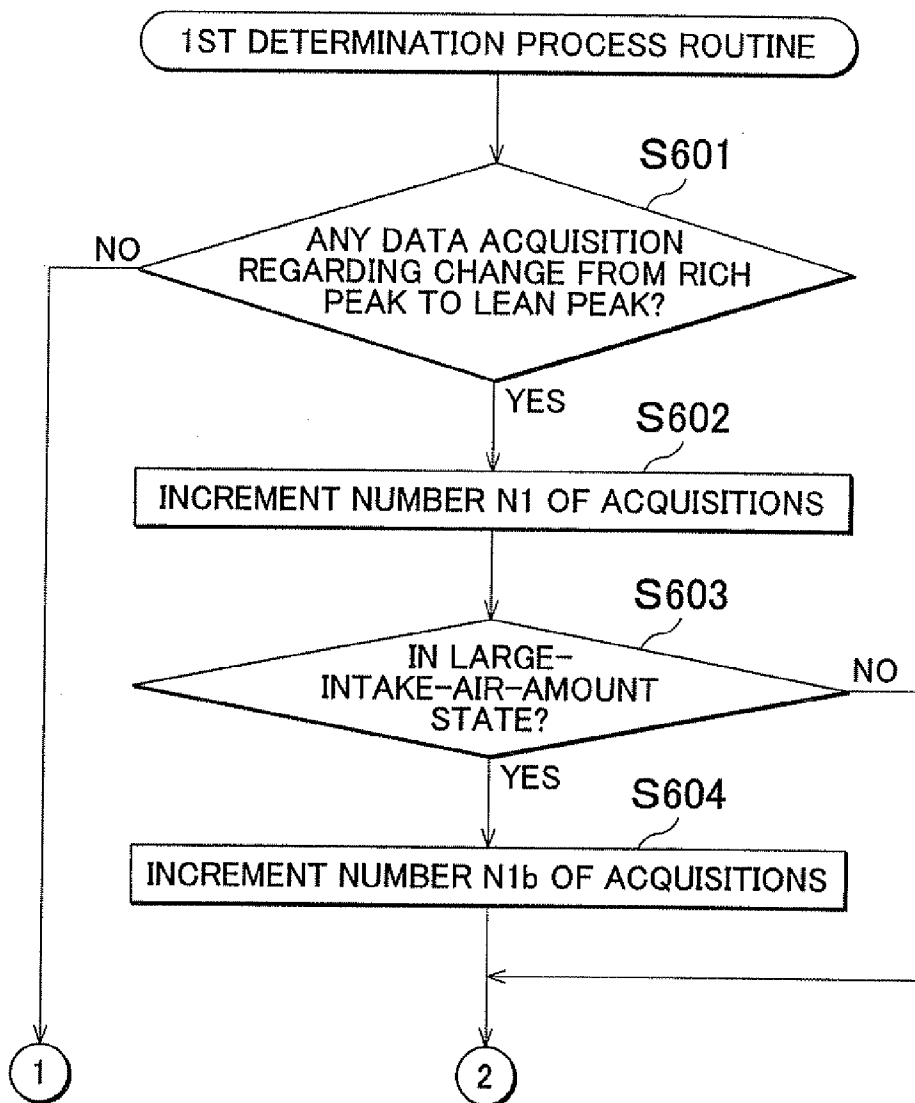 1ST DETERMINATION PROCESS ROUTINE
S601
NO
ANY DATA ACQUISITION
REGARDING CHANGE FROM RICH
PEAK TO LEAN PEAK?
YES
S602
INCREMENT NUMBER N1 OF ACQUISITIONS
S603
IN LARGE-
INTAKE-AIR-AMOUNT
STATE?
NO
YES
S604
INCREMENT NUMBER N1b OF ACQUISITIONS
1
2